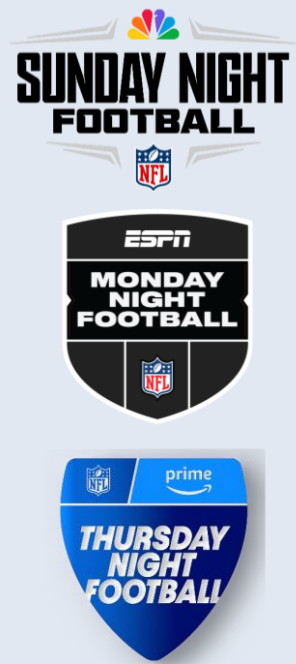 SUNDAY NIGHT
FOOTBALL
NFL
ESPN
MONDAY
NIGHT
FOOTBALL
NFL
NFL prime
THURSDAY
NIGHT
FOOTBALL